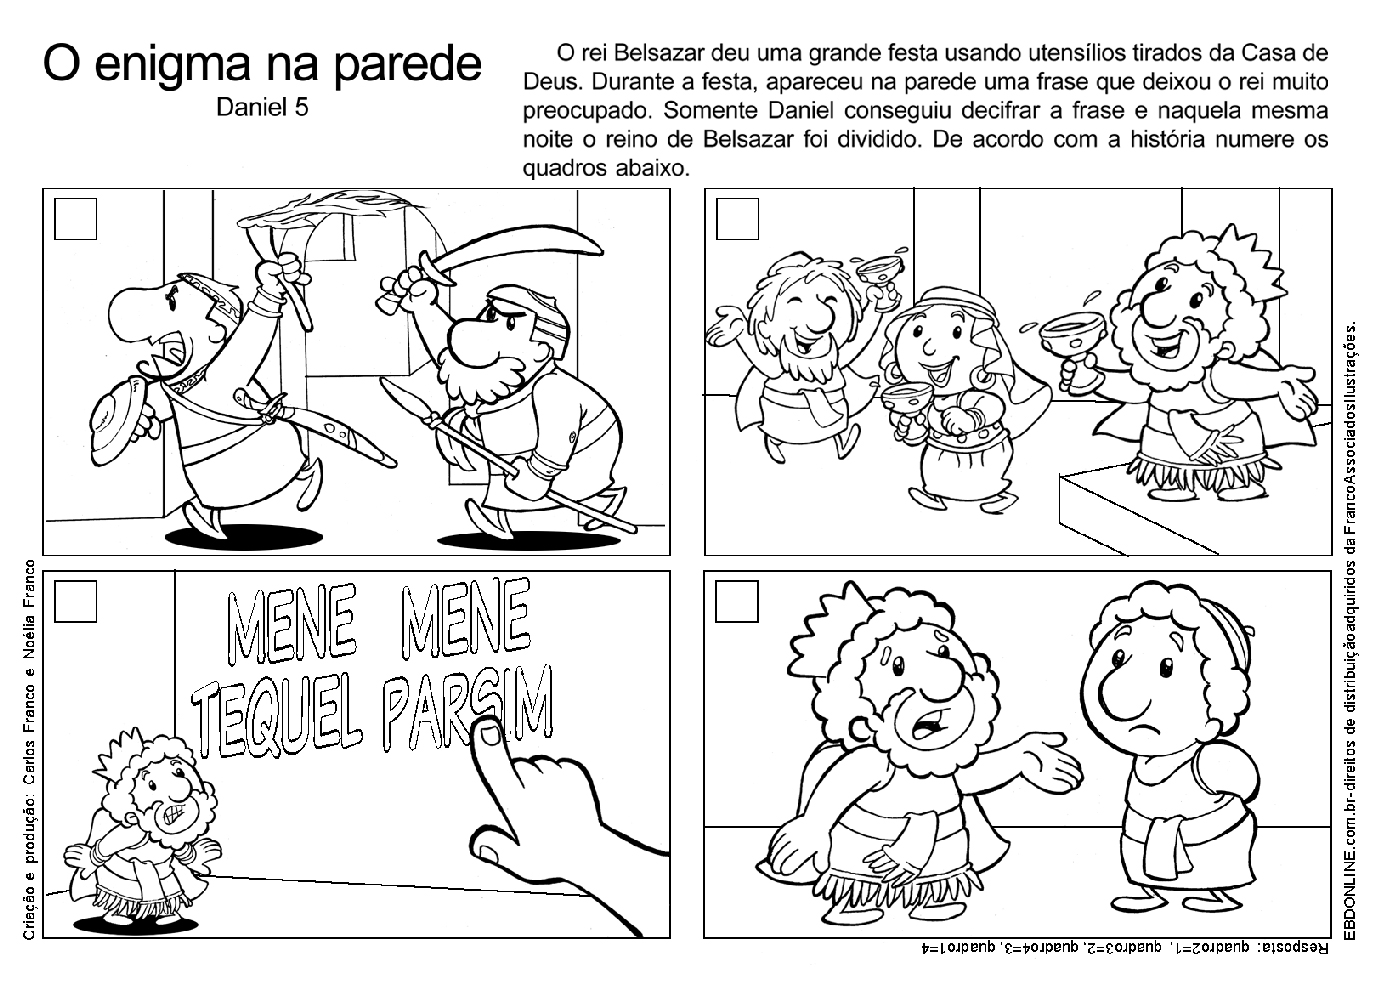 O enigma na parede
Daniel 5
O rei Belsazar deu uma grande festa usando utensílios tirados da Casa de
Deus. Durante a festa, apareceu na parede uma frase que deixou o rei muito
preocupado. Somente Daniel conseguiu decifrar a frase e naquela mesma
noite o reino de Belsazar foi dividido. De acordo com a história numere os
quadros abaixo.
MENE MENE
TEQUEL PARSIM
Criação e produção: Carlos Franco e Noélia Franco
EBDONLINE.com.br-direitos de distribuição adquiridos da FrancoAssociadosIlustrações.
Resposta: quadro2=1, quadro3=2, quadro4=3, quadro1=4